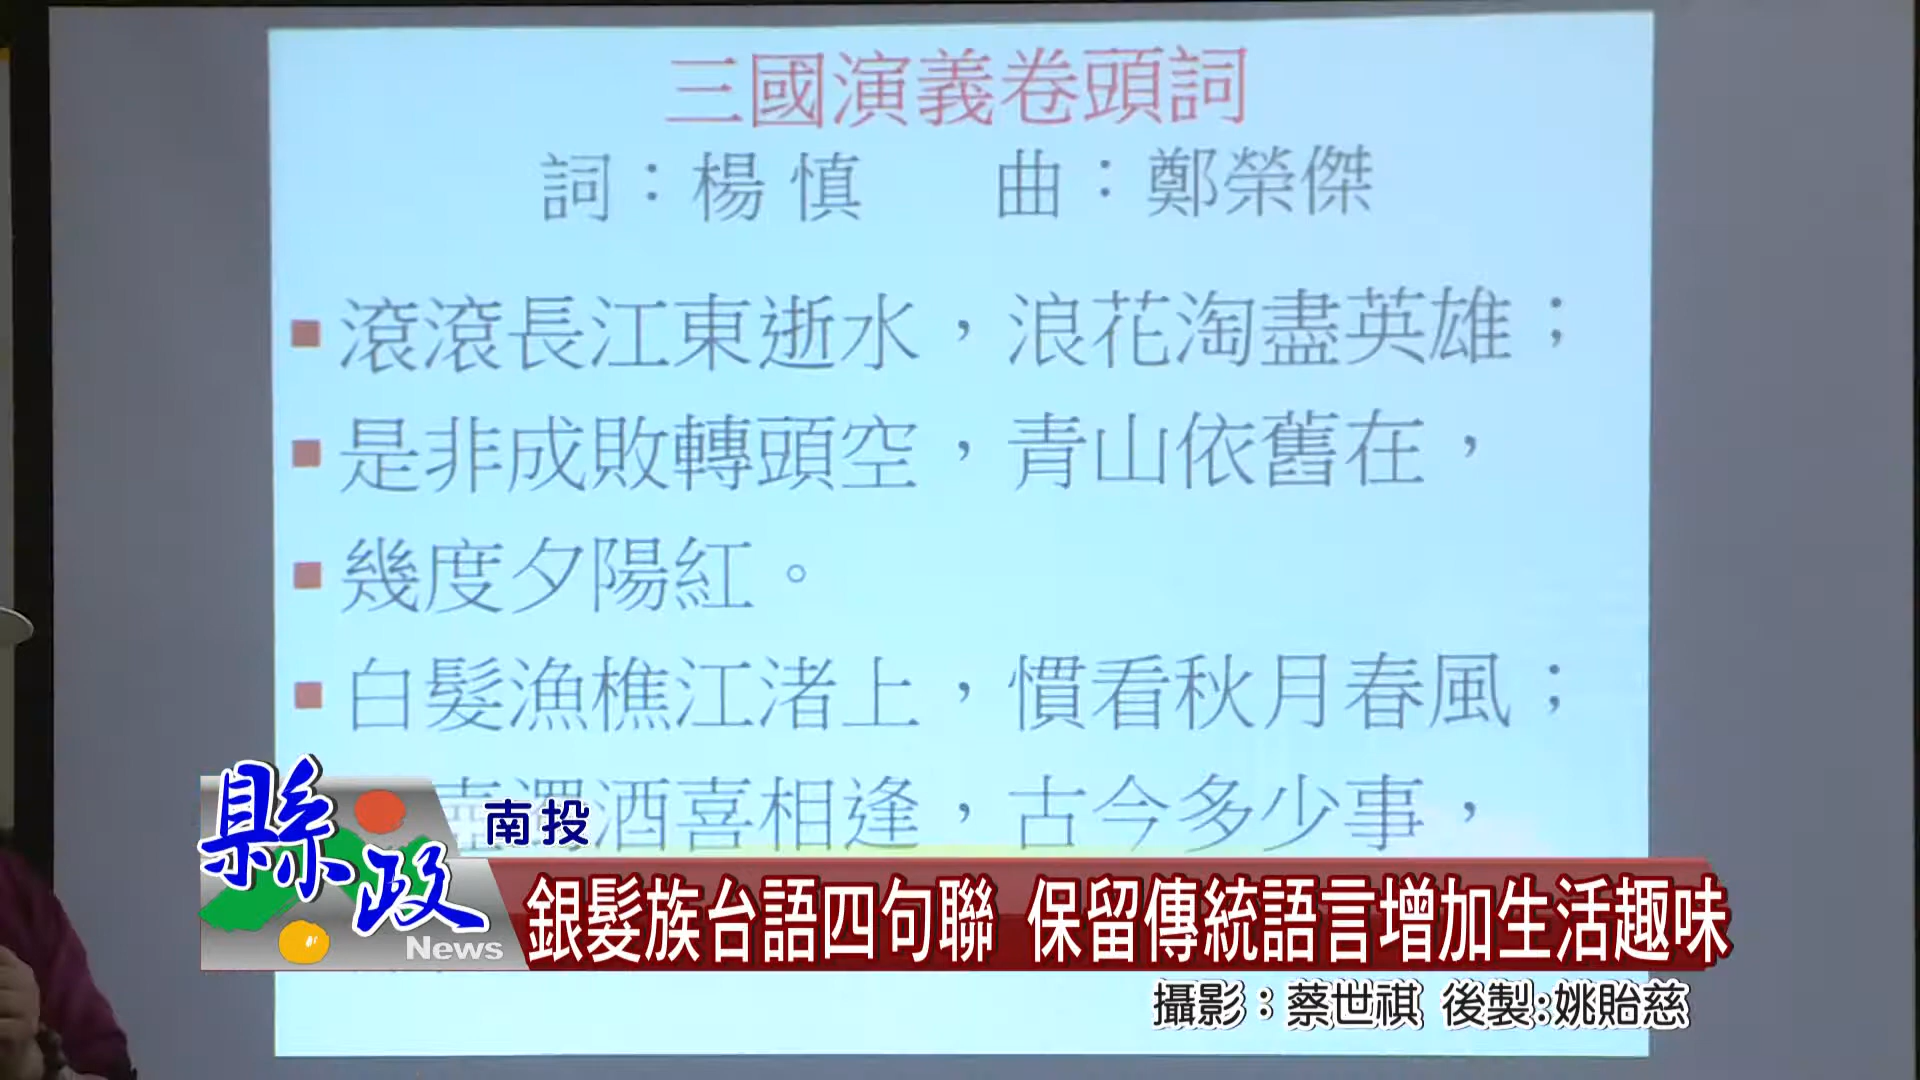 三國演義卷頭詞
詞：楊 慎 曲：鄭榮傑
滾滾長江東逝水，浪花淘盡英雄；
是非成敗轉頭空，青山依舊在，
幾度夕陽紅。
白髮漁樵江渚上，慣看秋月春風；
酒喜相逢，古今多少事，
縣政
News
南投
銀髮族台語四句聯 保留傳統語言增加生活趣味
攝影：蔡世祺 後製:姚貽慈